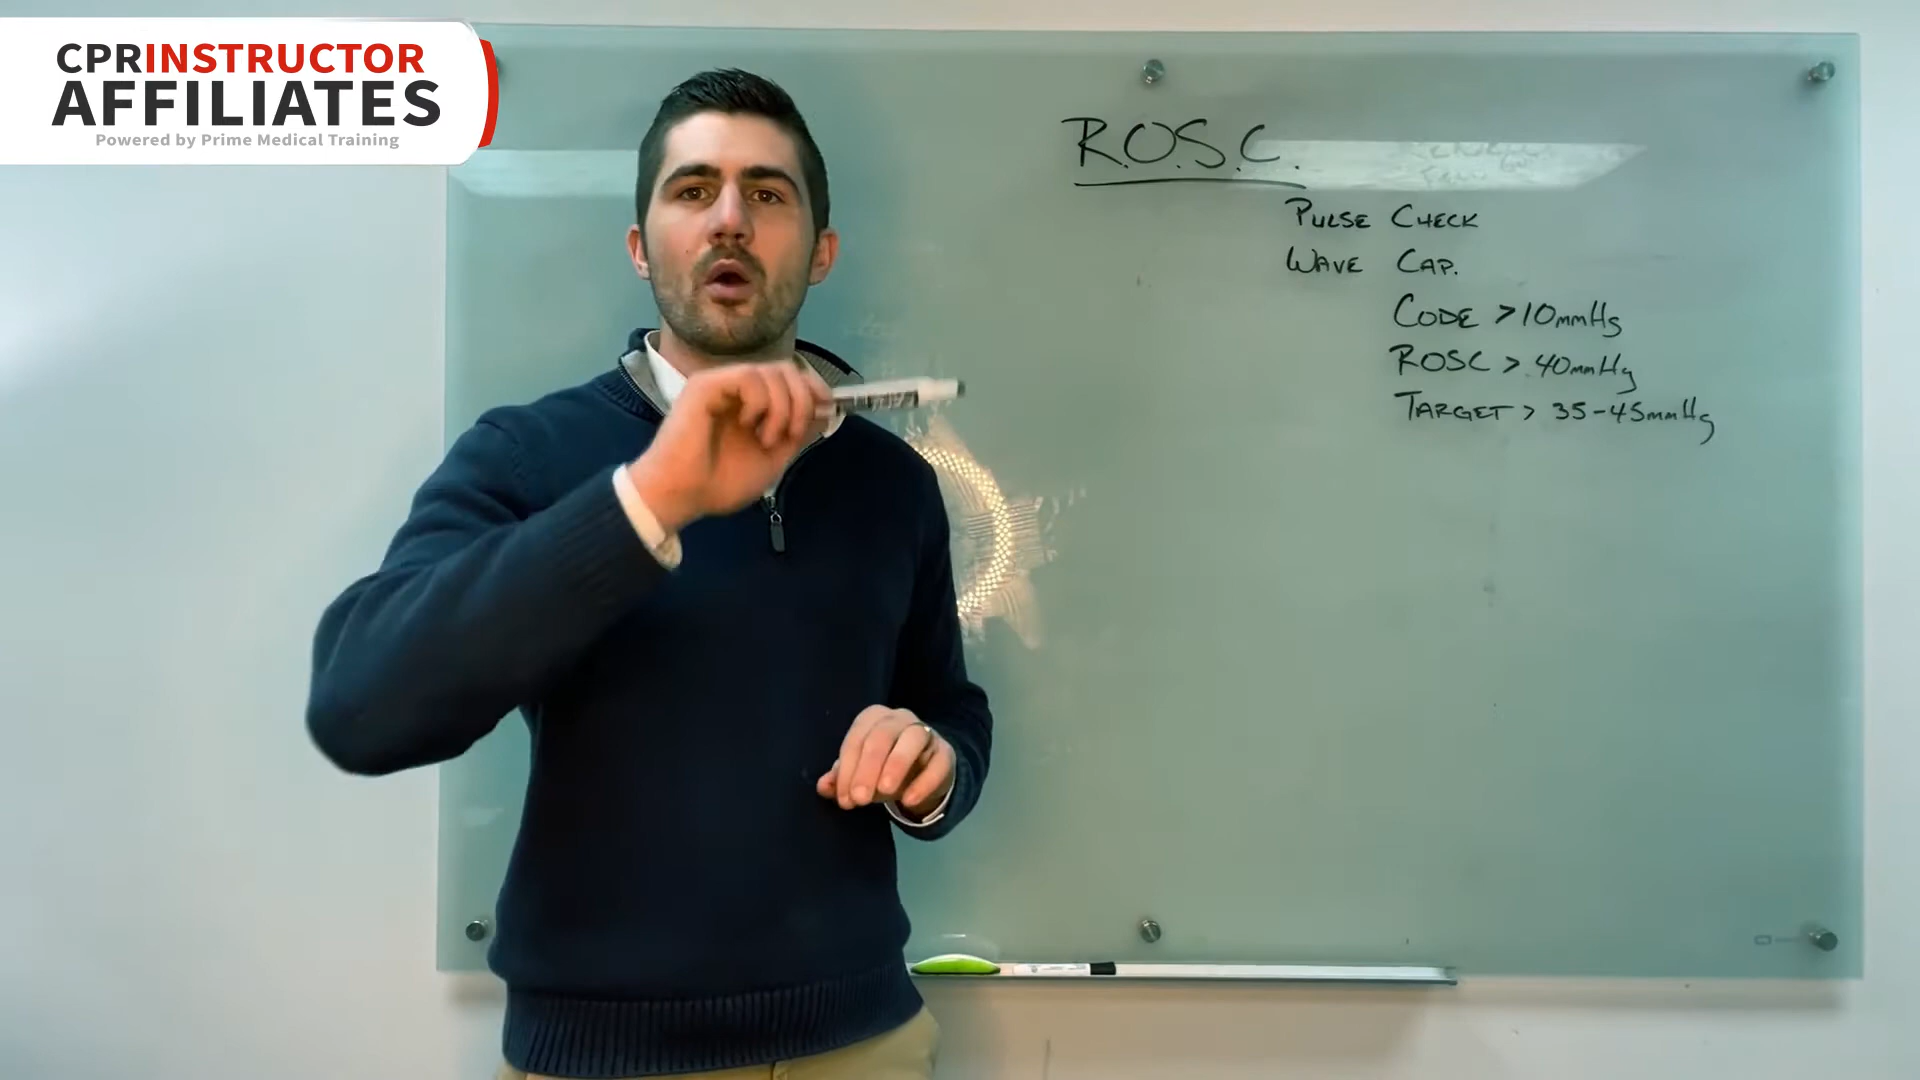 CPRINSTRUCTOR
AFFILIATES
Powered by Prime Medical Training
R.O.S.C.
PULSE CHECK
WAVE CAP.
CODE >10mmHg
ROSC > 40mmHg
TARGET > 35-45mmHg